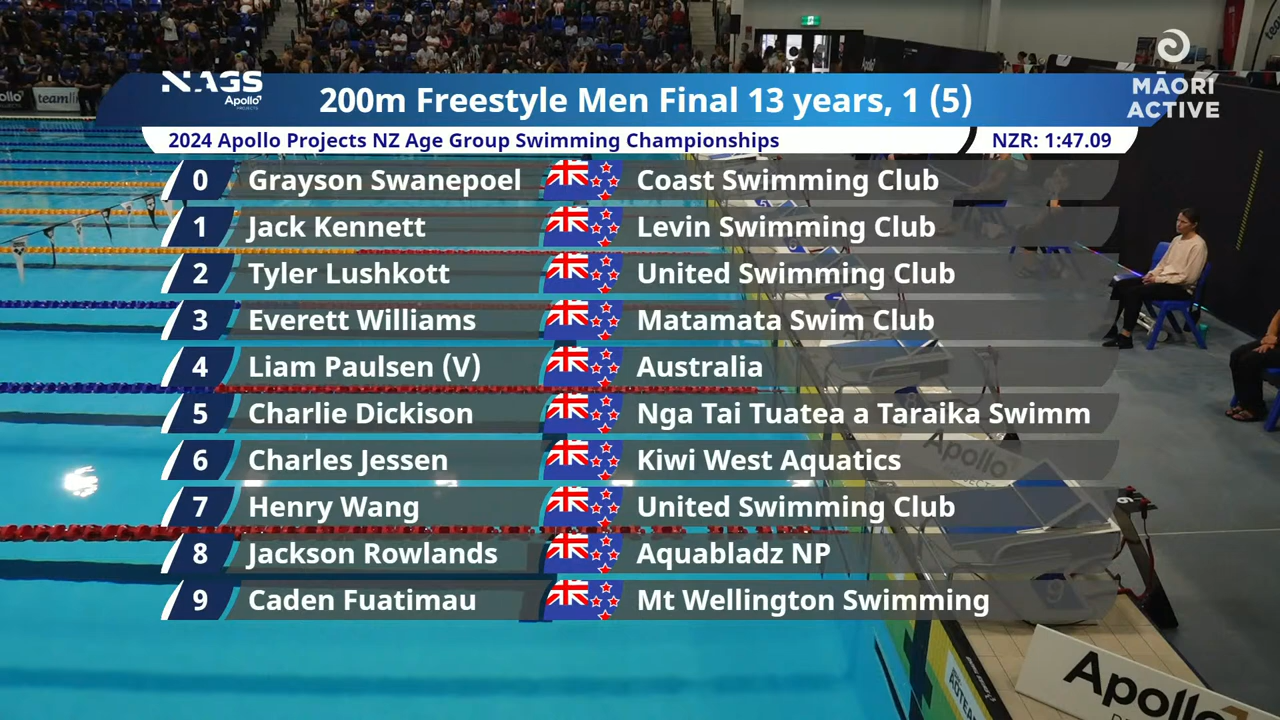 NAGS
Apollo
PROJECTS
200m Freestyle Men Final 13 years, 1 (5)
MĀORI
ACTIVE
2024 Apollo Projects NZ Age Group Swimming Championships
NZR: 1:47.09
0 Grayson Swanepoel Coast Swimming Club
1 Jack Kennett Levin Swimming Club
2 Tyler Lushkott United Swimming Club
3 Everett Williams Matamata Swim Club
4 Liam Paulsen (V) Australia
5 Charlie Dickison Nga Tai Tuatea a Taraika Swimm
6 Charles Jessen Kiwi West Aquatics
7 Henry Wang United Swimming Club
8 Jackson Rowlands Aquabladz NP
9 Caden Fuatimau Mt Wellington Swimming
Apollo
Apollo